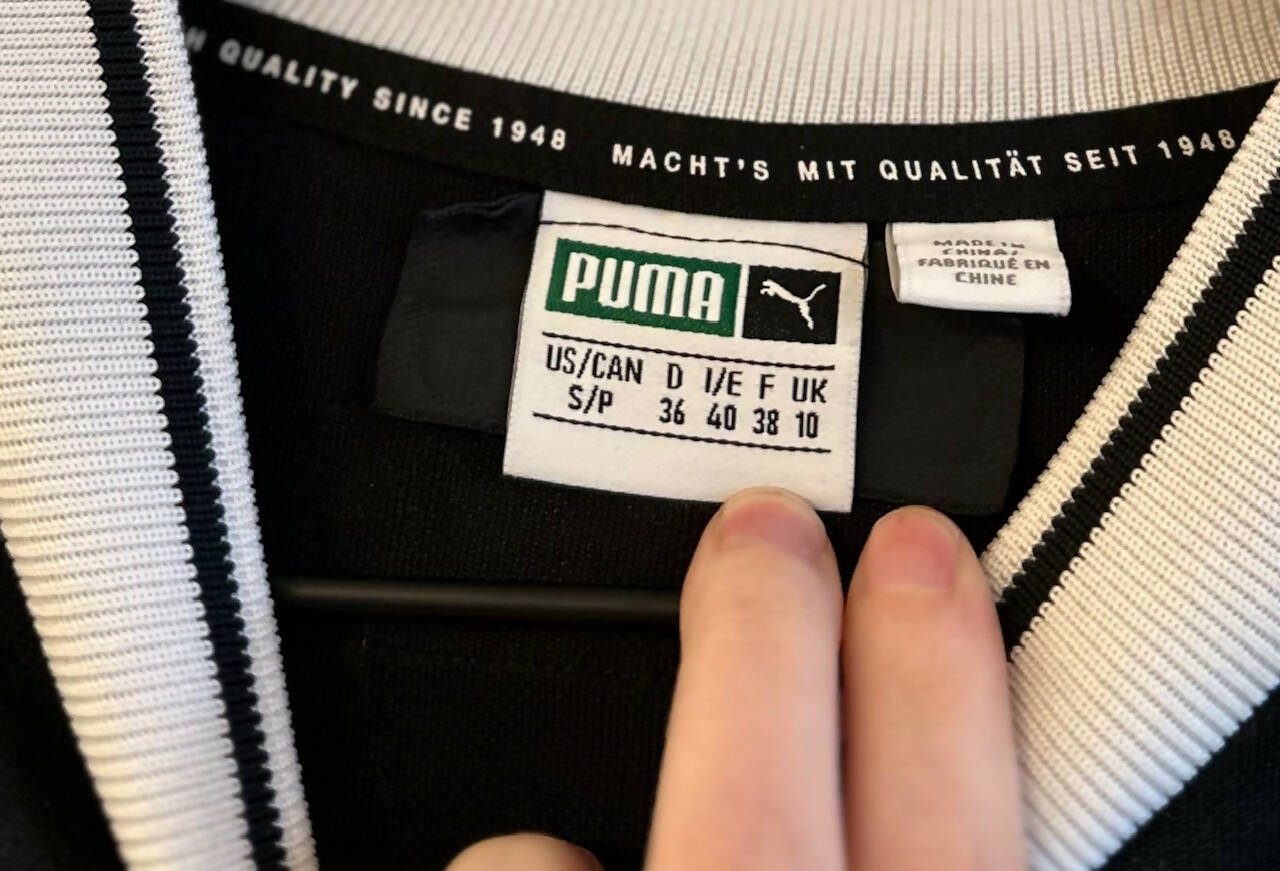 QUALITY SINCE 1948 MACHT'S MIT QUALITÄT SEIT 1948
PUMA
US/CAN D I/E F UK
S/P 36 40 38 10
MADE IN
CHINA/
FABRIQUÉ EN
CHINE